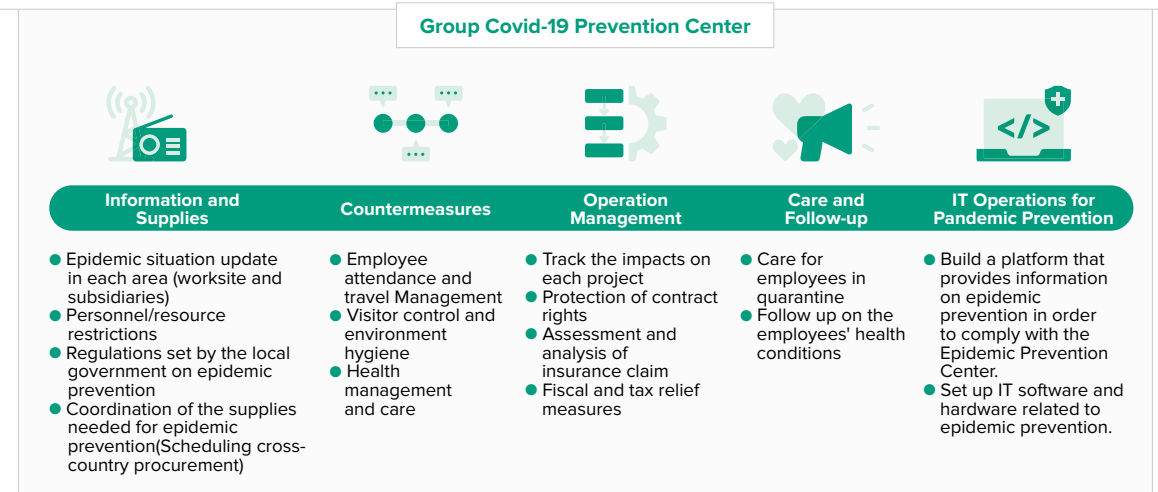 Group Covid-19 Prevention Center
</>
Information and
Supplies
Countermeasures
Operation
Management
Care and
Follow-up
IT Operations for
Pandemic Prevention
● Epidemic situation update
in each area (worksite and
subsidiaries)
● Personnel/resource
restrictions
● Regulations set by the local
government on epidemic
prevention
● Coordination of the supplies
needed for epidemic
prevention(Scheduling cross-
country procurement)
● Employee
attendance and
travel Management
● Visitor control and
environment
hygiene
● Health
management
and care
● Track the impacts on
each project
● Protection of contract
rights
● Assessment and
analysis of
insurance claim
● Fiscal and tax relief
measures
● Care for
employees in
quarantine
● Follow up on the
employees' health
conditions
● Build a platform that
provides information
on epidemic
prevention in order
to comply with the
Epidemic Prevention
Center.
● Set up IT software and
hardware related to
epidemic prevention.